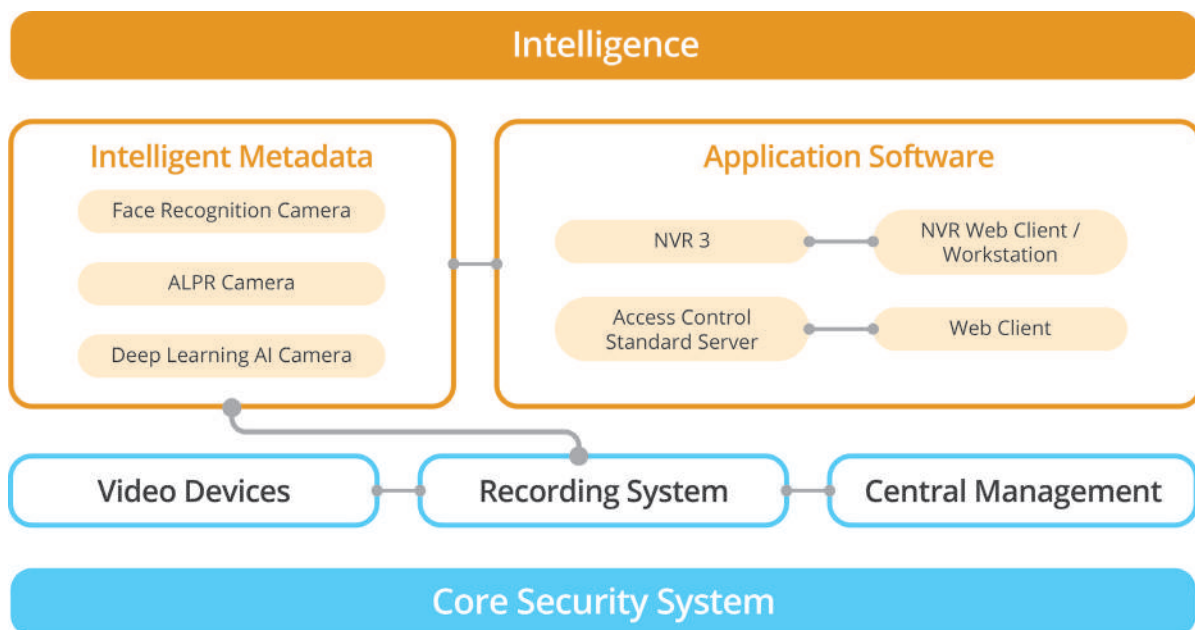 Intelligence
Intelligent Metadata
Face Recognition Camera
ALPR Camera
Deep Learning AI Camera
Application Software
NVR 3
NVR Web Client /
Workstation
Access Control
Standard Server
Web Client
Video Devices
Recording System
Central Management
Core Security System